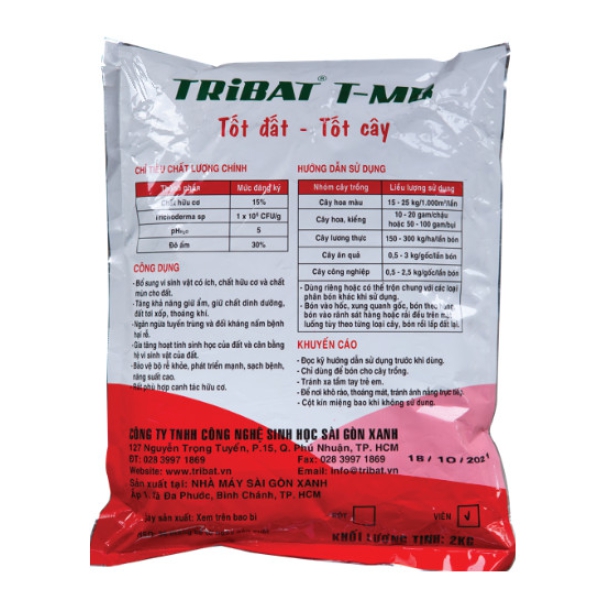 TRiBAT® T-MB
Tốt đất - Tốt cây
CHỈ TIÊU CHẤT LƯỢNG CHÍNH
Thành phần Mức đăng ký
Chất hữu cơ 15%
Trichoderma sp 1 x 10⁶ CFU/g
pHH₂O 5
Độ ẩm 30%
CÔNG DỤNG
- Bổ sung vi sinh vật có ích, chất hữu cơ và chất
mùn cho đất.
- Tăng khả năng giữ ẩm, giữ chất dinh dưỡng,
đất tơi xốp, thoáng khí.
- Ngăn ngừa tuyến trùng và đối kháng nấm bệnh
hại rễ.
- Gia tăng hoạt tính sinh học của đất và cân bằng
hệ vi sinh vật của đất.
- Bảo vệ bộ rễ khỏe, phát triển mạnh, sạch bệnh,
năng suất cao.
- Rất phù hợp canh tác hữu cơ.
HƯỚNG DẪN SỬ DỤNG
Nhóm cây trồng Liều lượng sử dụng
Cây hoa màu 15 - 25 kg/1.000m²/lần
Cây hoa, kiểng 10 - 20 gam/chậu
hoặc 50 - 100 gam/bụi
Cây lương thực 150 - 300 kg/ha/lần bón
Cây ăn quả 0,5 - 3 kg/gốc/lần bón
Cây công nghiệp 0,5 - 2,5 kg/gốc/lần bón
- Dùng riêng hoặc có thể trộn chung với các loại
phân bón khác khi sử dụng.
- Bón vào hốc, xung quanh gốc, bón theo hàng
bón vào rãnh sát hàng hoặc rải đều trên mặt
luống tùy theo từng loại cây, bón rồi lấp đất lại.
KHUYẾN CÁO
- Đọc kỹ hướng dẫn sử dụng trước khi dùng.
- Chỉ dùng để bón cho cây trồng.
- Tránh xa tầm tay trẻ em.
- Để nơi khô ráo, thoáng mát, tránh ánh nắng trực tiếp.
- Cột kín miệng bao khi không sử dụng.
CÔNG TY TNHH CÔNG NGHỆ SINH HỌC SÀI GÒN XANH
127 Nguyễn Trọng Tuyển, P.15, Q. Phú Nhuận, TP. HCM
ĐT: 028 3997 1869 Fax: 028 3997 1869
Website: www.tribat.vn Email: info@tribat.vn
Sản xuất tại: NHÀ MÁY SÀI GÒN XANH
Ấp 1, Tà Đa Phước, Bình Chánh, TP. HCM
18/10/2021
sản xuất: Xem trên bao bì
BỘT VIÊN ✓
KHỐI LƯỢNG TỊNH: 2KG